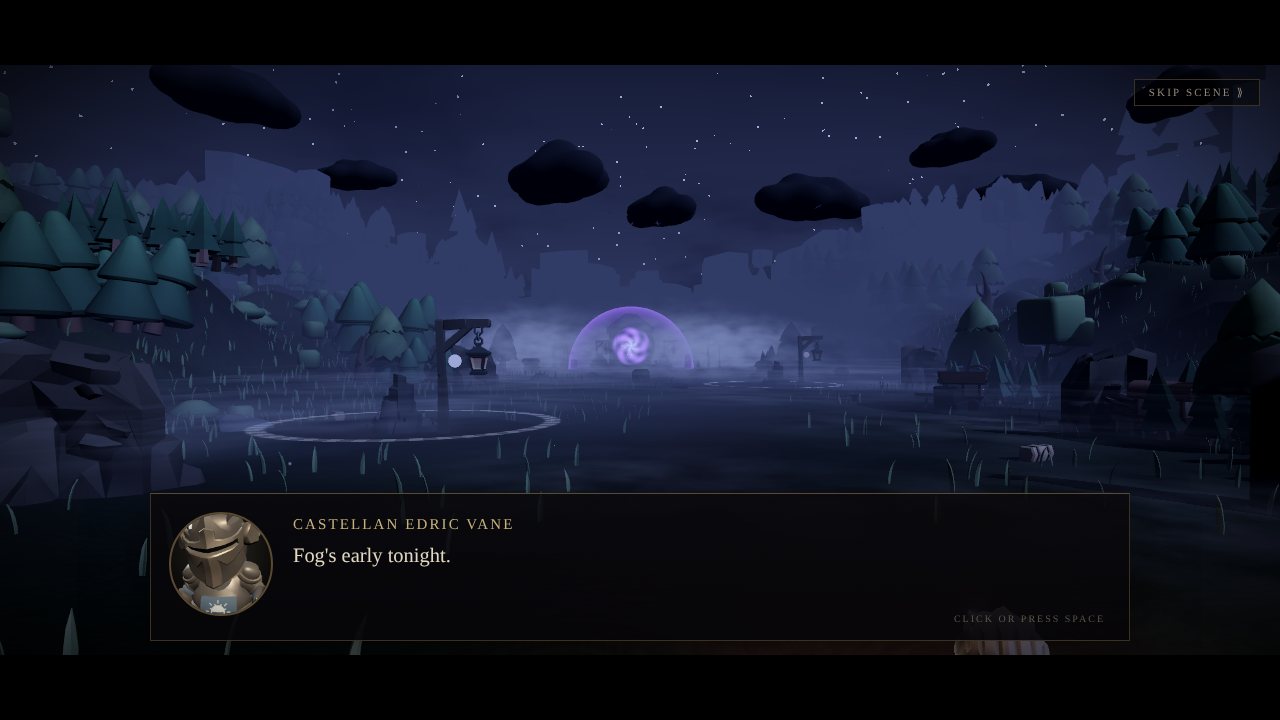 SKIP SCENE ⟫
CASTELLAN EDRIC VANE
Fog's early tonight.
CLICK OR PRESS SPACE